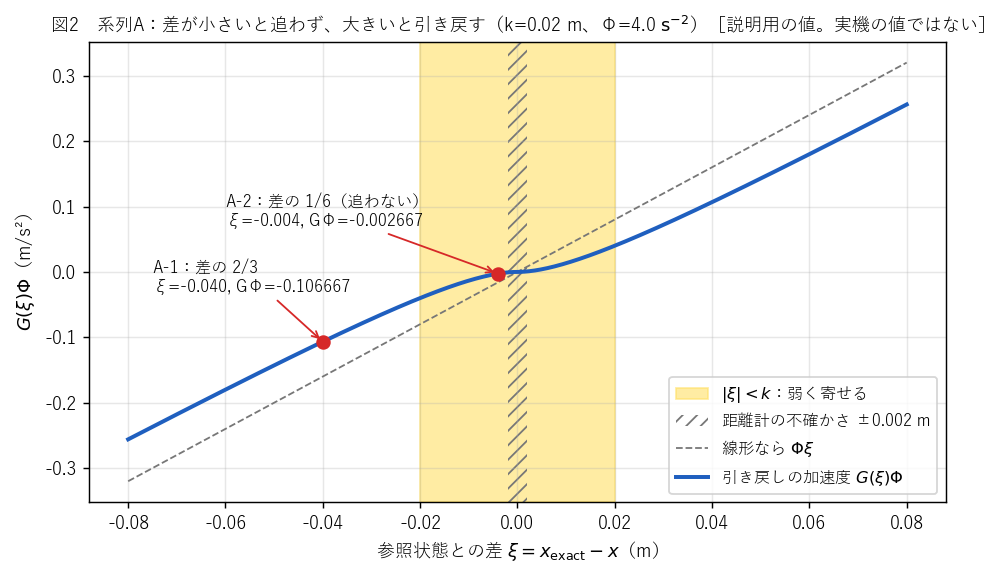 図2　系列A：差が小さいと追わず、大きいと引き戻す（k=0.02 m、Φ=4.0 s⁻²）［説明用の値。実機の値ではない］
0.3
0.2
0.1
0.0
-0.1
-0.2
-0.3
G(ξ)Φ（m/s²）
A-2：差の 1/6（追わない）
ξ=-0.004, GΦ=-0.002667
A-1：差の 2/3
ξ=-0.040, GΦ=-0.106667
|ξ| < k：弱く寄せる
距離計の不確かさ ±0.002 m
線形なら Φξ
引き戻しの加速度 G(ξ)Φ
-0.08 -0.06 -0.04 -0.02 0.00 0.02 0.04 0.06 0.08
参照状態との差 ξ = x_exact − x（m）